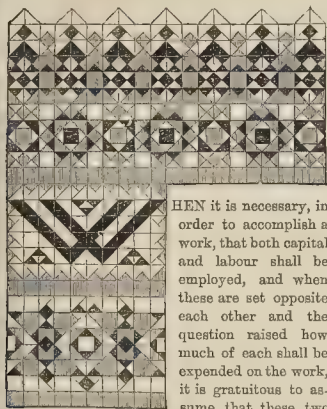 WHEN it is necessary, in
order to accomplish a
work, that both capital
and labour shall be
employed, and when
these are set opposite
each other and the
question raised how
much of each shall be
expended on the work,
it is gratuitous to as-
sume that these two